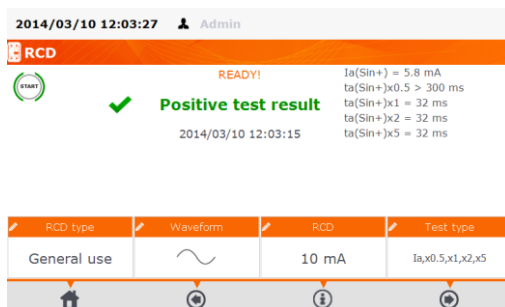 2014/03/10 12:03:27 Admin
RCD
START
READY!
Positive test result
2014/03/10 12:03:15
Ia(Sin+) = 5.8 mA
ta(Sin+)x0.5 > 300 ms
ta(Sin+)x1 = 32 ms
ta(Sin+)x2 = 32 ms
ta(Sin+)x5 = 32 ms
RCD type
General use
Waveform
RCD
10 mA
Test type
Ia,x0.5,x1,x2,x5